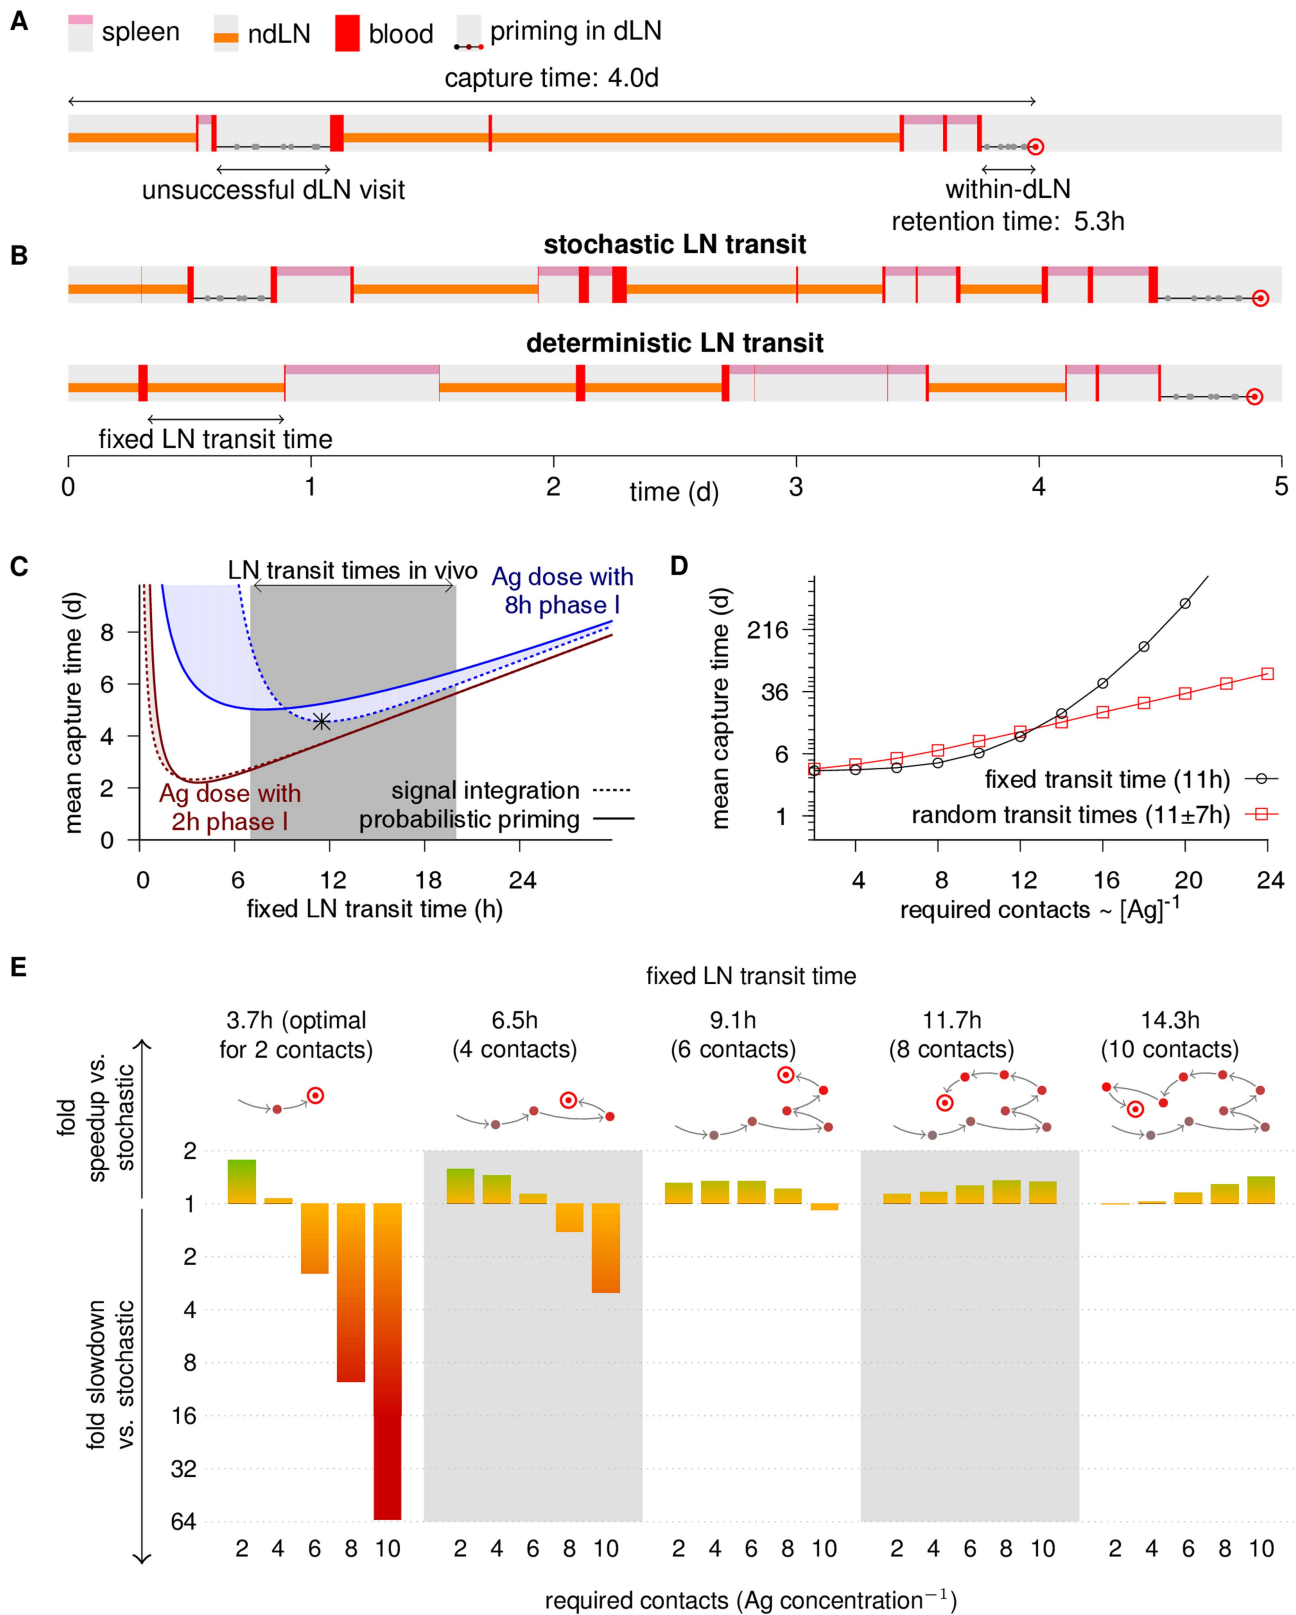 A
spleen
ndLN
blood
priming in dLN
capture time: 4.0d
unsuccessful dLN visit
within-dLN
retention time: 5.3h
B
stochastic LN transit
deterministic LN transit
fixed LN transit time
0 1 2 3 4 5
time (d)
C
LN transit times in vivo
Ag dose with
8h phase I
mean capture time (d)
8
6
4
2
0
Ag dose with
2h phase I
signal integration
probabilistic priming
0 6 12 18 24
fixed LN transit time (h)
D
mean capture time (d)
216
36
6
1
fixed transit time (11h)
random transit times (11±7h)
4 8 12 16 20 24
required contacts ~ [Ag]⁻¹
E
fixed LN transit time
3.7h (optimal
for 2 contacts)
6.5h
(4 contacts)
9.1h
(6 contacts)
11.7h
(8 contacts)
14.3h
(10 contacts)
fold
speedup vs.
stochastic
fold slowdown
vs. stochastic
2
1
2
4
8
16
32
64
2 4 6 8 10 2 4 6 8 10 2 4 6 8 10 2 4 6 8 10 2 4 6 8 10
required contacts (Ag concentration⁻¹)